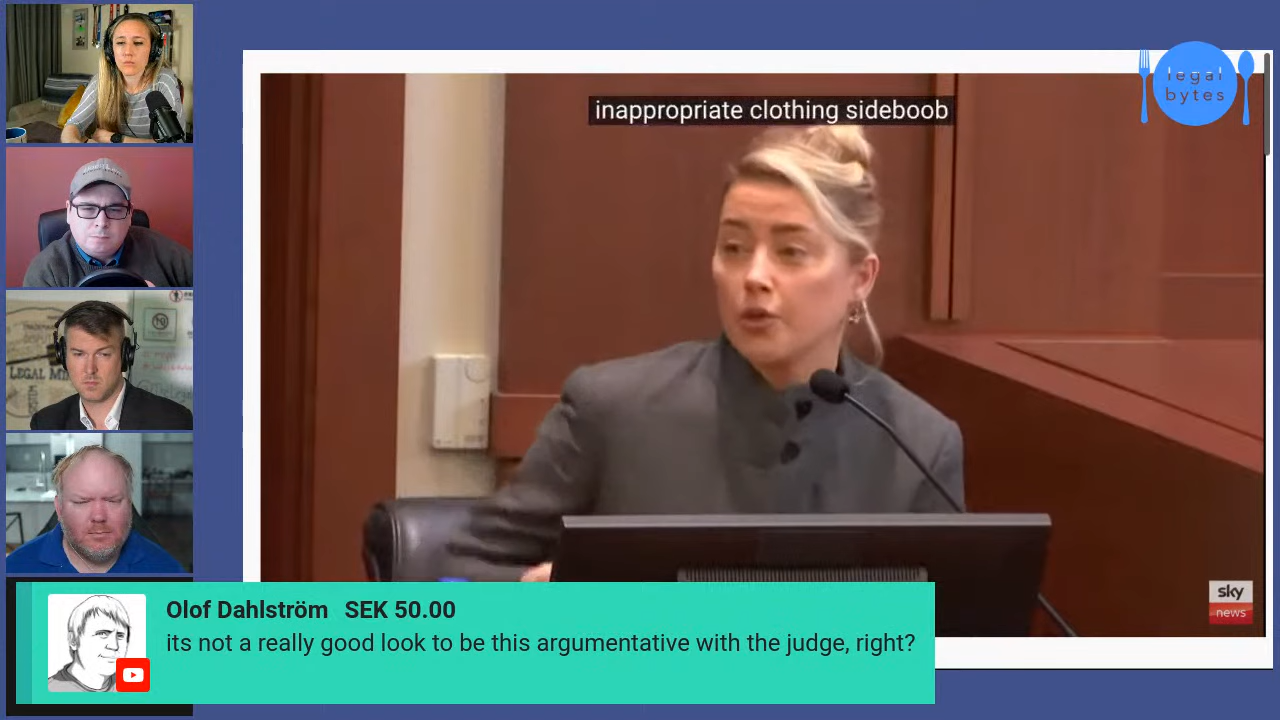 inappropriate clothing sideboob
legal
bytes
LEGAL
sky
news
Olof Dahlström SEK 50.00
its not a really good look to be this argumentative with the judge, right?